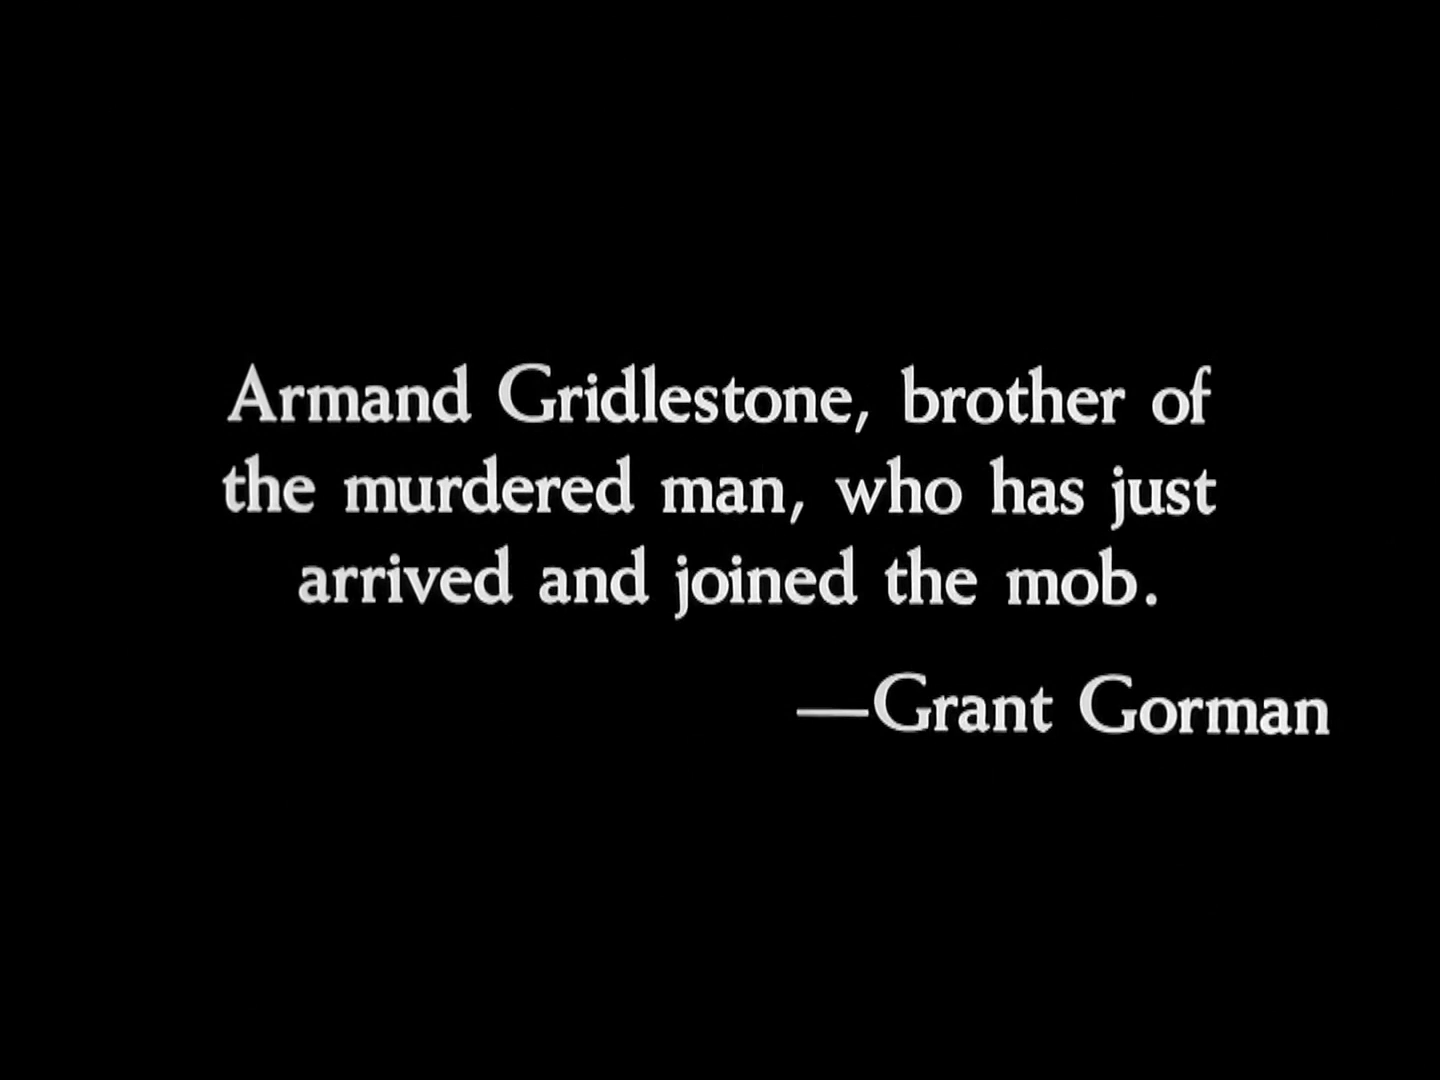 Armand Gridlestone, brother of
the murdered man, who has just
arrived and joined the mob.
—Grant Gorman